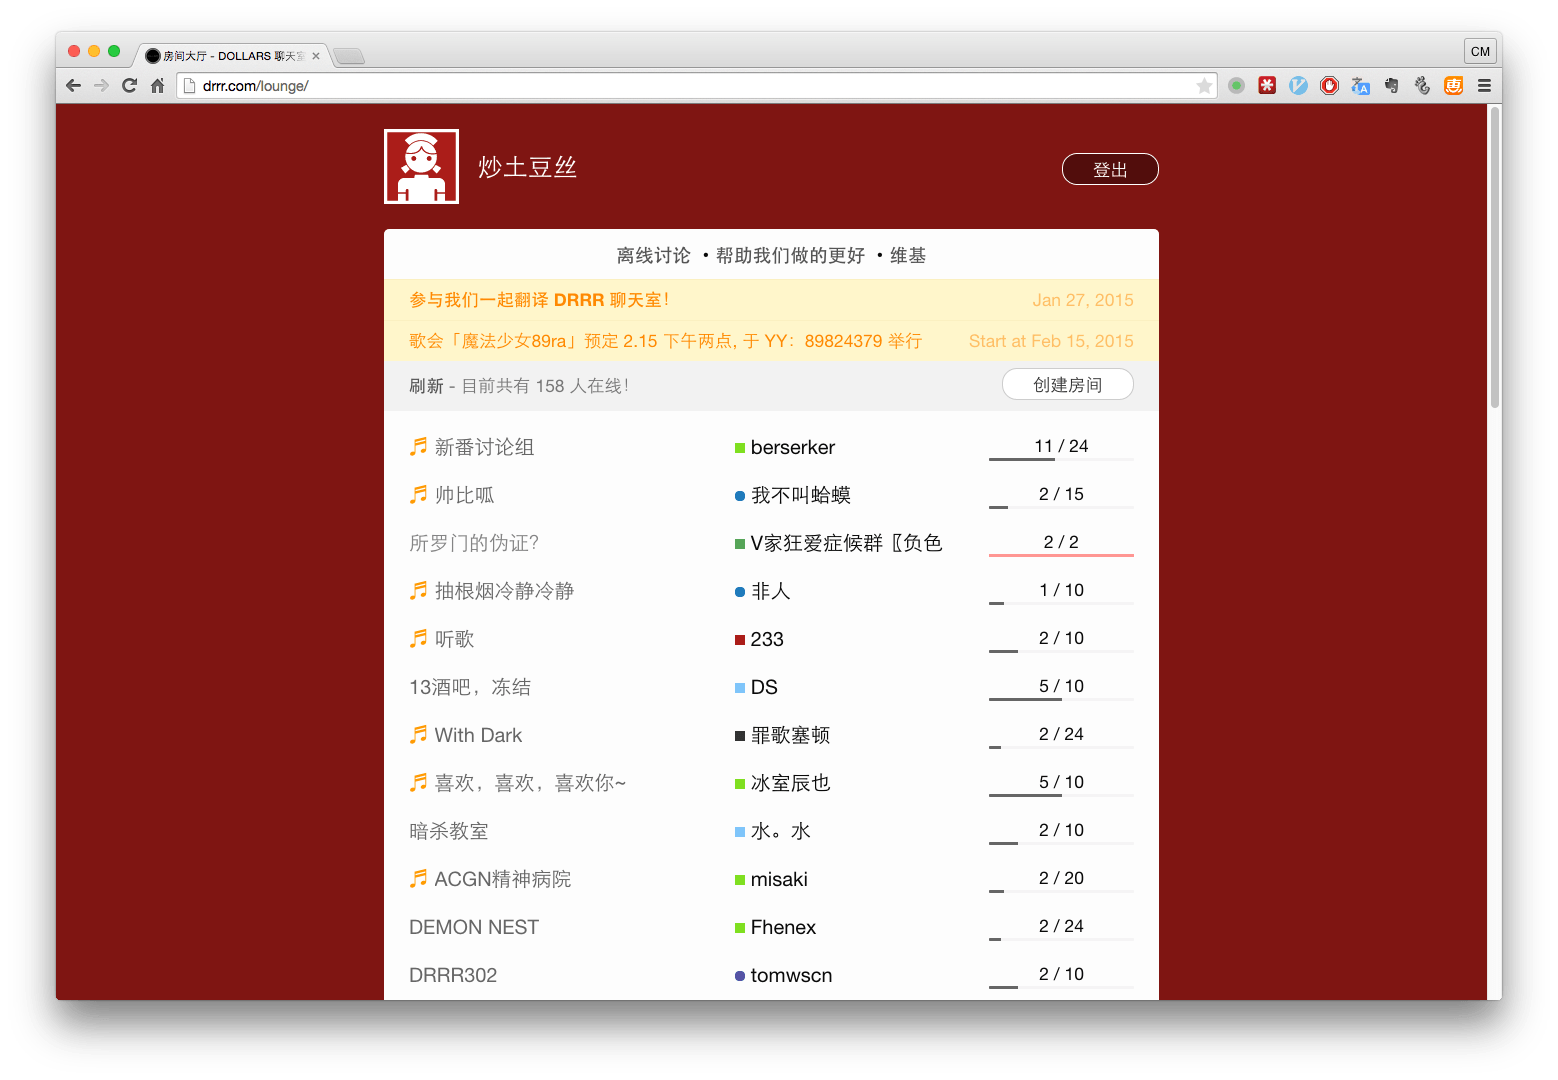 房间大厅 - DOLLARS 聊天室
CM
drrr.com/lounge/
炒土豆丝
登出
离线讨论 • 帮助我们做的更好 • 维基
参与我们一起翻译 DRRR 聊天室! Jan 27, 2015
歌会「魔法少女89ra」预定 2.15 下午两点, 于 YY：89824379 举行 Start at Feb 15, 2015
刷新 - 目前共有 158 人在线! 创建房间
新番讨论组 berserker 11 / 24
帅比呱 我不叫蛤蟆 2 / 15
所罗门的伪证? V家狂爱症候群〖负色 2 / 2
抽根烟冷静冷静 非人 1 / 10
听歌 233 2 / 10
13酒吧，冻结 DS 5 / 10
With Dark 罪歌塞顿 2 / 24
喜欢，喜欢，喜欢你~ 冰室辰也 5 / 10
暗杀教室 水。水 2 / 10
ACGN精神病院 misaki 2 / 20
DEMON NEST Fhenex 2 / 24
DRRR302 tomwscn 2 / 10